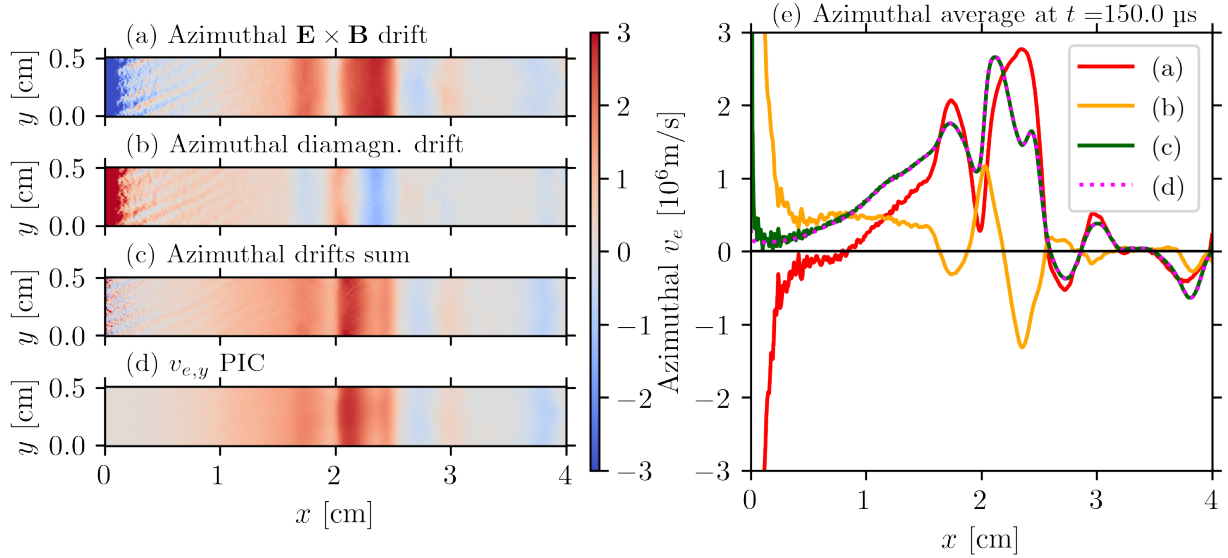 (a) Azimuthal E × B drift
0.5
0.0
y [cm]
(b) Azimuthal diamagn. drift
0.5
0.0
y [cm]
(c) Azimuthal drifts sum
0.5
0.0
y [cm]
(d) v_{e,y} PIC
0.5
0.0
y [cm]
0 1 2 3 4
x [cm]
3
2
1
0
−1
−2
−3
(e) Azimuthal average at t =150.0 µs
Azimuthal v_e [10^6 m/s]
3
2
1
0
−1
−2
−3
(a)
(b)
(c)
(d)
0 1 2 3 4
x [cm]